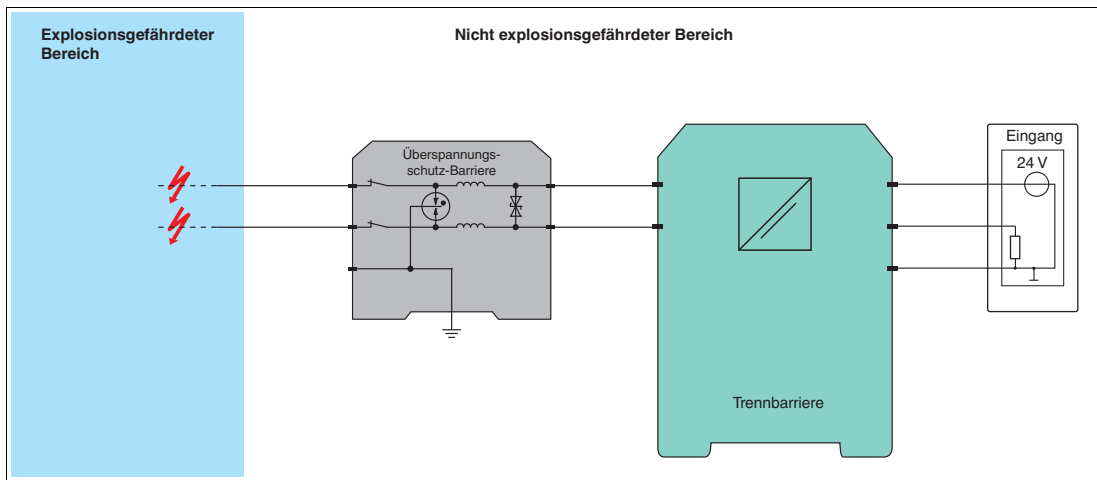 Explosionsgefährdeter
Bereich
Nicht explosionsgefährdeter Bereich
Überspannungs-
schutz-Barriere
Trennbarriere
Eingang
24 V